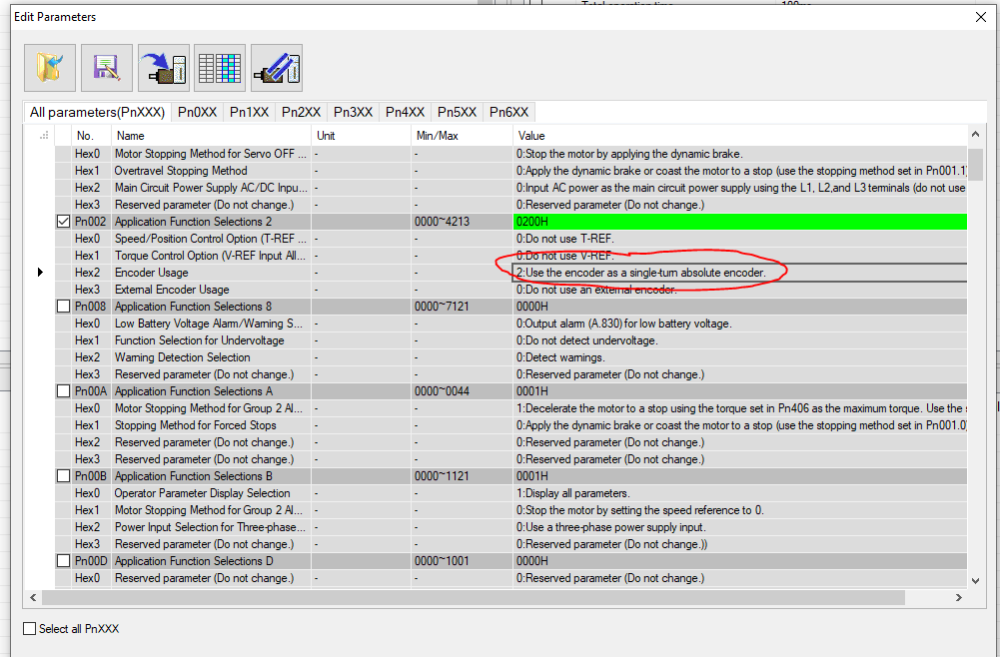 Total operation time 100ms
Edit Parameters
All parameters(PnXXX) Pn0XX Pn1XX Pn2XX Pn3XX Pn4XX Pn5XX Pn6XX
No. Name Unit Min/Max Value
Hex0 Motor Stopping Method for Servo OFF ... - - 0:Stop the motor by applying the dynamic brake.
Hex1 Overtravel Stopping Method - - 0:Apply the dynamic brake or coast the motor to a stop (use the stopping method set in Pn001.1)
Hex2 Main Circuit Power Supply AC/DC Inpu... - - 0:Input AC power as the main circuit power supply using the L1, L2,and L3 terminals (do not use
Hex3 Reserved parameter (Do not change.) - - 0:Reserved parameter (Do not change.)
Pn002 Application Function Selections 2 0000~4213 0200H
Hex0 Speed/Position Control Option (T-REF ... - - 0:Do not use T-REF.
Hex1 Torque Control Option (V-REF Input All... - - 0:Do not use V-REF.
Hex2 Encoder Usage - - 2:Use the encoder as a single-turn absolute encoder.
Hex3 External Encoder Usage - - 0:Do not use an external encoder.
Pn008 Application Function Selections 8 0000~7121 0000H
Hex0 Low Battery Voltage Alarm/Warning S... - - 0:Output alarm (A.830) for low battery voltage.
Hex1 Function Selection for Undervoltage - - 0:Do not detect undervoltage.
Hex2 Warning Detection Selection - - 0:Detect warnings.
Hex3 Reserved parameter (Do not change.) - - 0:Reserved parameter (Do not change.)
Pn00A Application Function Selections A 0000~0044 0001H
Hex0 Motor Stopping Method for Group 2 Al... - - 1:Decelerate the motor to a stop using the torque set in Pn406 as the maximum torque. Use the s
Hex1 Stopping Method for Forced Stops - - 0:Apply the dynamic brake or coast the motor to a stop (use the stopping method set in Pn001.0)
Hex2 Reserved parameter (Do not change.) - - 0:Reserved parameter (Do not change.)
Hex3 Reserved parameter (Do not change.) - - 0:Reserved parameter (Do not change.)
Pn00B Application Function Selections B 0000~1121 0001H
Hex0 Operator Parameter Display Selection - - 1:Display all parameters.
Hex1 Motor Stopping Method for Group 2 Al... - - 0:Stop the motor by setting the speed reference to 0.
Hex2 Power Input Selection for Three-phase... - - 0:Use a three-phase power supply input.
Hex3 Reserved parameter (Do not change.) - - 0:Reserved parameter (Do not change.))
Pn00D Application Function Selections D 0000~1001 0000H
Hex0 Reserved parameter (Do not change.) - - 0:Reserved parameter (Do not change.)
Select all PnXXX